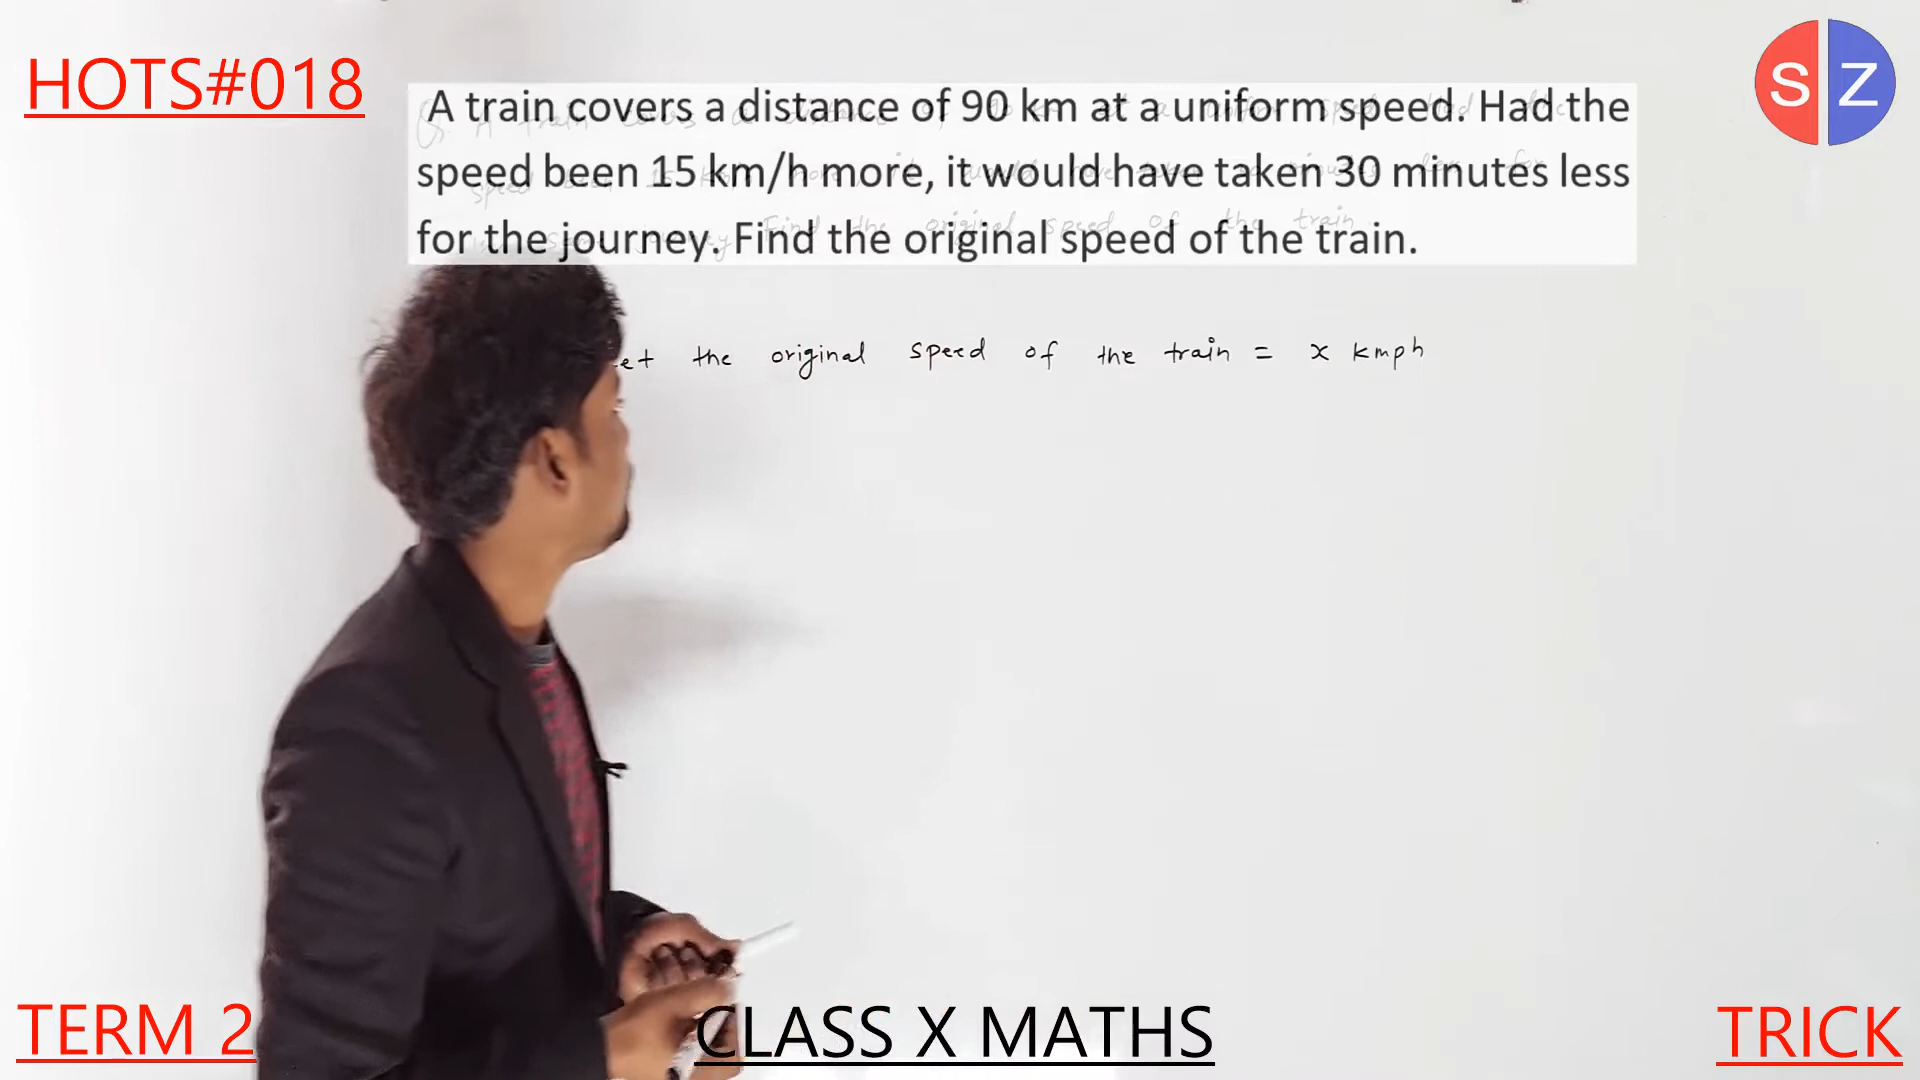 HOTS#018
S Z
A train covers a distance of 90 km at a uniform speed. Had the
speed been 15 km/h more, it would have taken 30 minutes less
for the journey. Find the original speed of the train.
et the original speed of the train = x kmph
TERM 2
CLASS X MATHS
TRICK